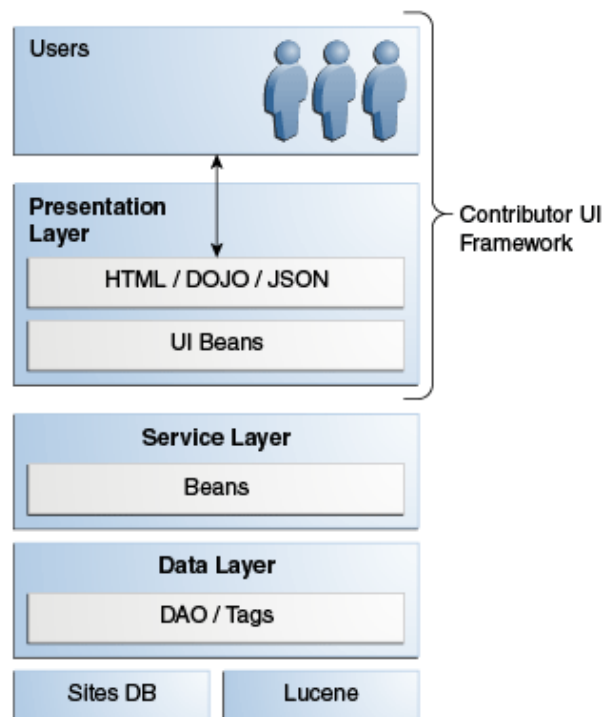 Users
Presentation
Layer
HTML / DOJO / JSON
UI Beans
Contributor UI
Framework
Service Layer
Beans
Data Layer
DAO / Tags
Sites DB
Lucene